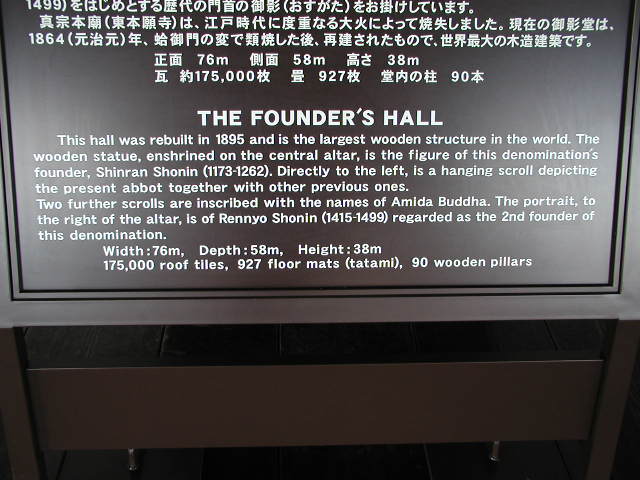 1499)をはじめとする歴代の門首の御影(おすがた)をお掛けしています。
真宗本廟(東本願寺)は、江戸時代に度重なる大火によって焼失しました。現在の御影堂は、
1864(元治元)年、蛤御門の変で類焼した後、再建されたもので、世界最大の木造建築です。
正面 76m 側面 58m 高さ 38m
瓦 約175,000枚 畳 927枚 堂内の柱 90本
THE FOUNDER'S HALL
This hall was rebuilt in 1895 and is the largest wooden structure in the world. The
wooden statue, enshrined on the central altar, is the figure of this denomination's
founder, Shinran Shonin (1173-1262). Directly to the left, is a hanging scroll depicting
the present abbot together with other previous ones.
Two further scrolls are inscribed with the names of Amida Buddha. The portrait, to
the right of the altar, is of Rennyo Shonin (1415-1499) regarded as the 2nd founder of
this denomination.
Width:76m, Depth:58m, Height:38m
175,000 roof tiles, 927 floor mats (tatami), 90 wooden pillars